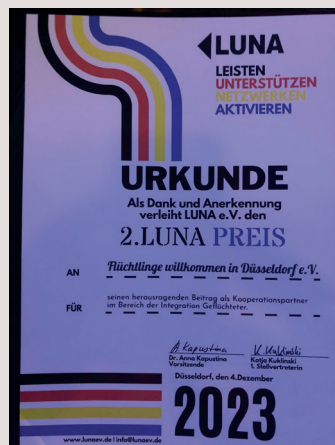 LUNA
LEISTEN
UNTERSTÜTZEN
NETZWERKEN
AKTIVIEREN
URKUNDE
Als Dank und Anerkennung
verleiht LUNA e.V. den
2.LUNA PREIS
AN Flüchtlinge willkommen in Düsseldorf e.V.
FÜR seinen herausragenden Beitrag als Kooperationspartner
im Bereich der Integration Geflüchteter.
A. Kapustina K. Kuklinski
Dr. Anna Kapustina Katja Kuklinski
Vorsitzende 1. Stellvertreterin
Düsseldorf, den 4.Dezember
2023
www.lunaev.de | info@lunaev.de